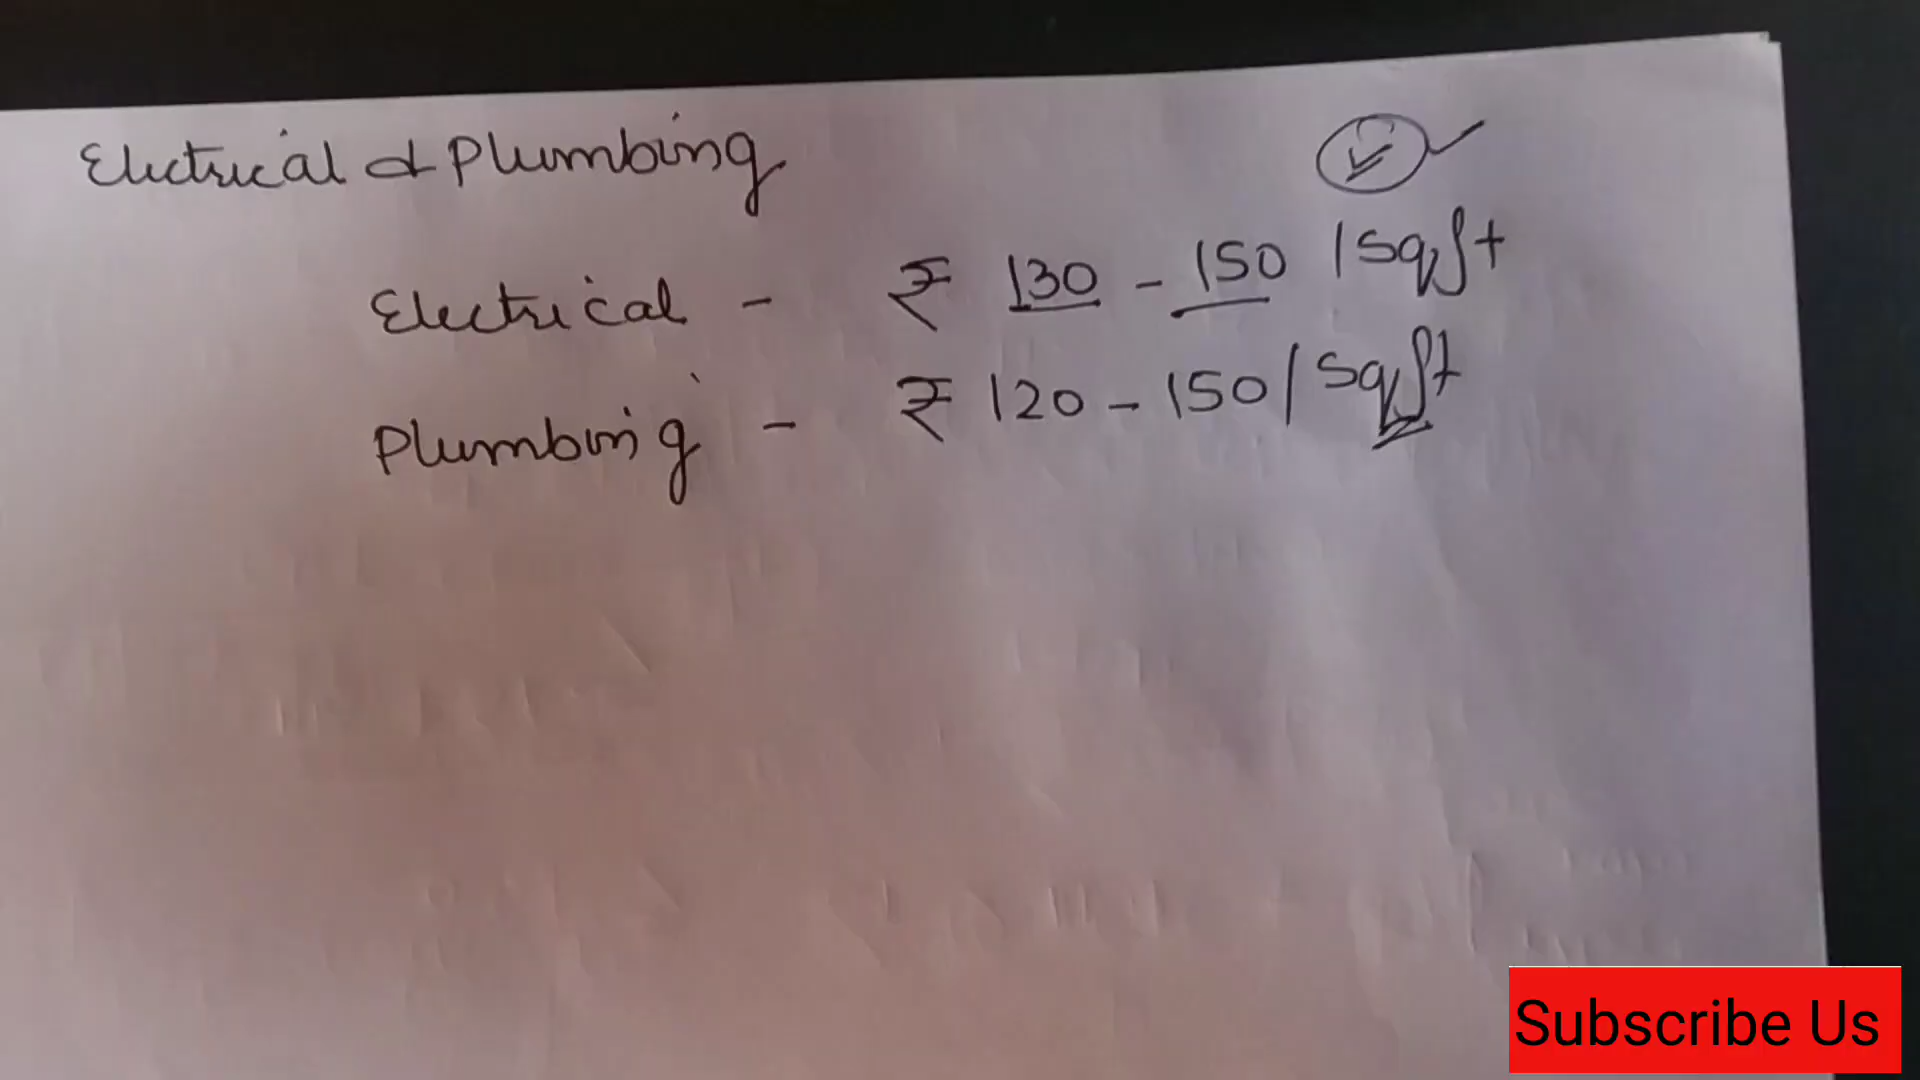 Electrical & Plumbing
Electrical - ₹ 130 - 150 / Sqft
Plumbing - ₹ 120 - 150 / Sqft
Subscribe Us